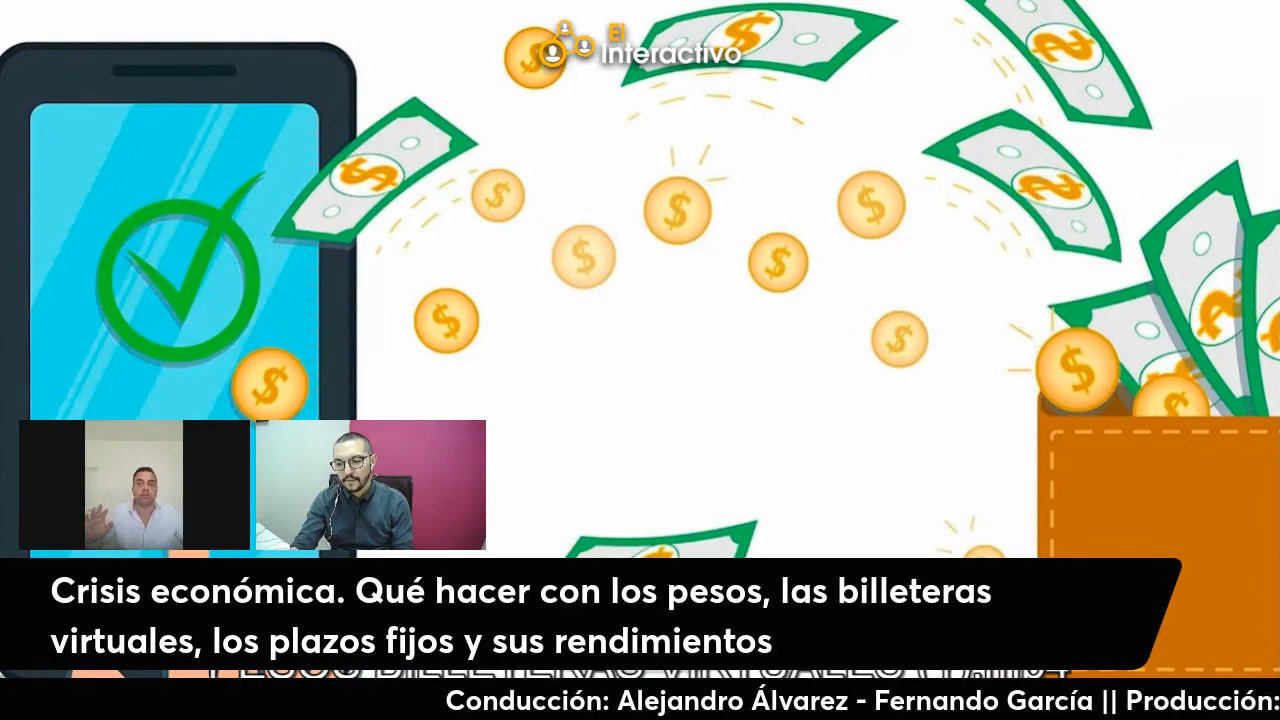 El
Interactivo
Crisis económica. Qué hacer con los pesos, las billeteras
virtuales, los plazos fijos y sus rendimientos
Conducción: Alejandro Álvarez - Fernando García || Producción: